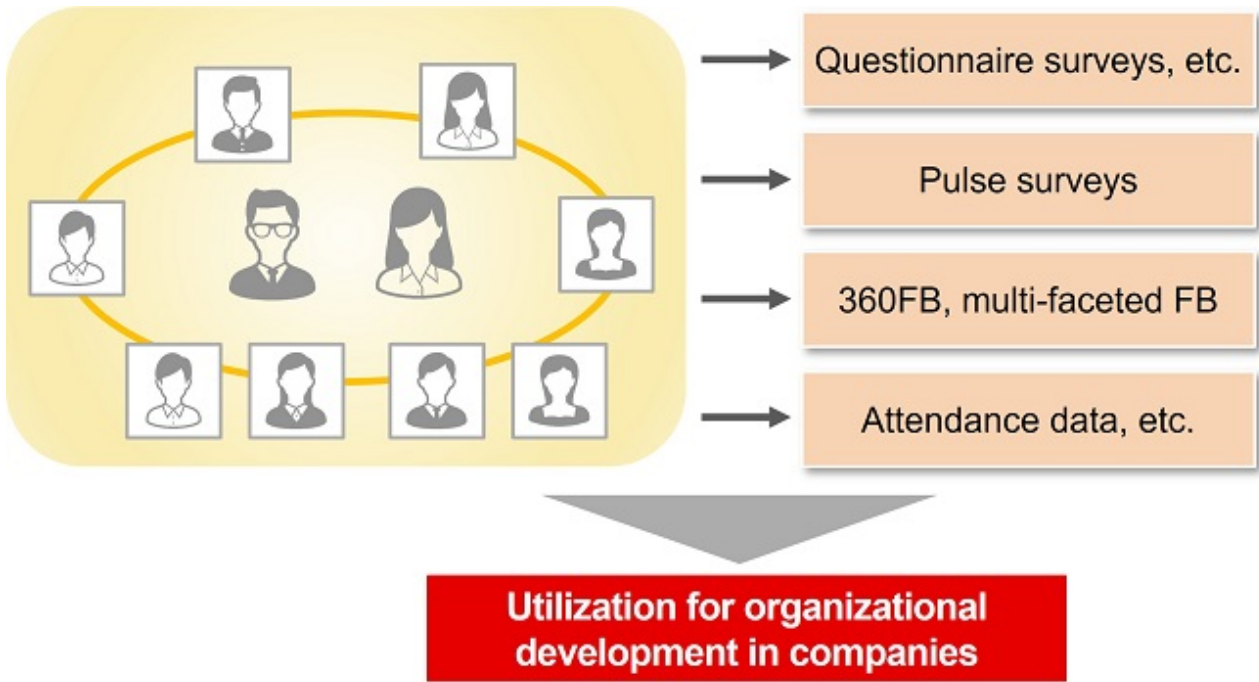 Questionnaire surveys, etc.
Pulse surveys
360FB, multi-faceted FB
Attendance data, etc.
Utilization for organizational
development in companies